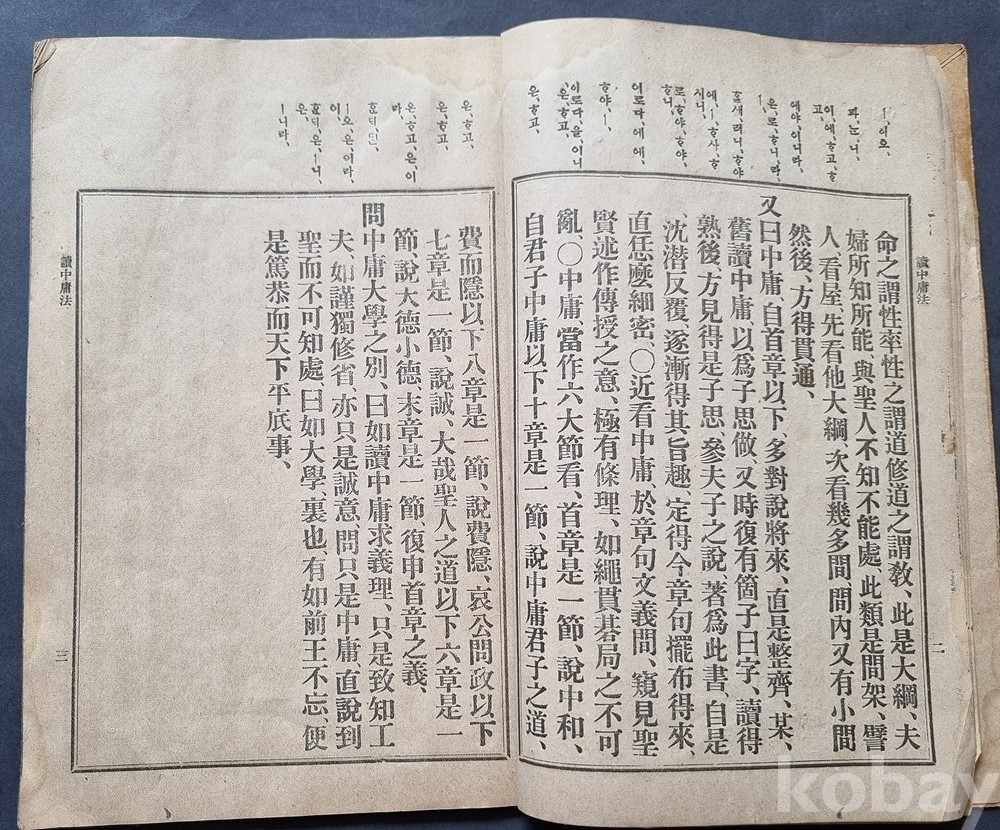 讀中庸法
二
命之謂性率性之謂道修道之謂敎、此是大綱、夫
婦所知所能、與聖人不知不能處、此類是間架、譬
人看屋、先看他大綱、次看幾多間、間內又有小間
然後、方得貫通、
又曰中庸、自首章以下、多對說將來、直是整齊、某、
舊讀中庸、以爲子思做、又時復有箇子曰字、讀得
熟後、方見得是子思、參夫子之說、著爲此書、自是
、沈潜反覆、逐漸得其旨趣、定得今章句擺布得來、
直恁麽細密、〇近看中庸、於章句文義間、窺見聖
賢述作傳授之意、極有條理、如繩貫碁局之不可
亂、〇中庸、當作六大節看、首章是一節、說中和、
自君子中庸以下十章是一節、說中庸君子之道、
費而隱以下八章是一節、說費隱、哀公問政以下
七章是一節、說誠、大哉聖人之道以下六章是一
節、說大德小德、末章是一節、復申首章之義、
問中庸大學之別、曰如讀中庸求義理、只是致知工
夫、如謹獨修省、亦只是誠意、問只是中庸、直說到
聖而不可知處、曰如大學、裏也、有如前王不忘、便
是篤恭而天下平底事、
讀中庸法
三
kobay